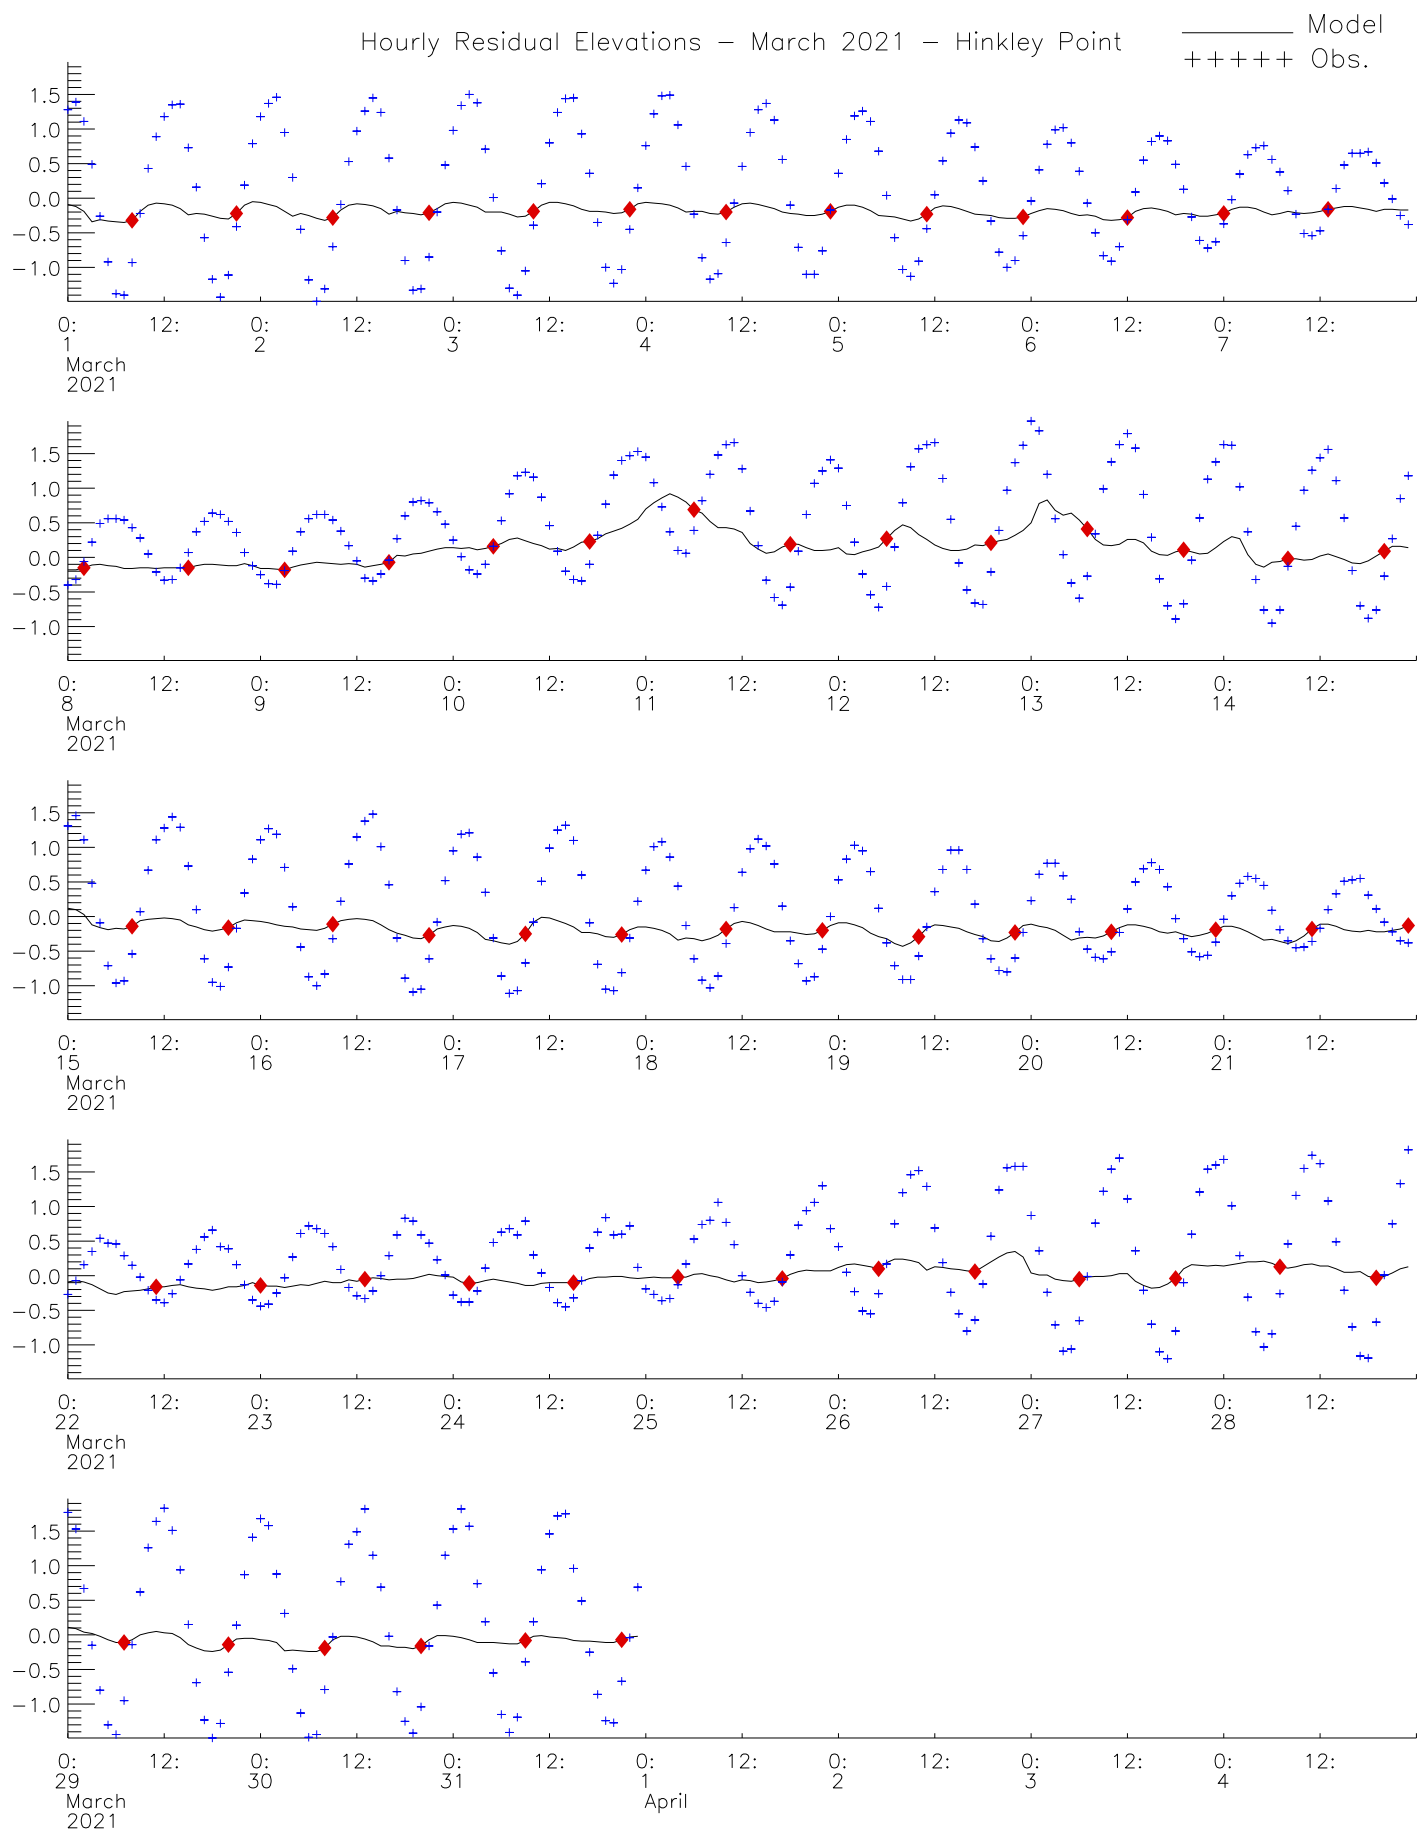 Hourly Residual Elevations – March 2021 – Hinkley Point
Model
+++++ Obs.
1.5
1.0
0.5
0.0
−0.5
−1.0
0: 12: 0: 12: 0: 12: 0: 12: 0: 12: 0: 12: 0: 12:
1 2 3 4 5 6 7
March
2021
1.5
1.0
0.5
0.0
−0.5
−1.0
0: 12: 0: 12: 0: 12: 0: 12: 0: 12: 0: 12: 0: 12:
8 9 10 11 12 13 14
March
2021
1.5
1.0
0.5
0.0
−0.5
−1.0
0: 12: 0: 12: 0: 12: 0: 12: 0: 12: 0: 12: 0: 12:
15 16 17 18 19 20 21
March
2021
1.5
1.0
0.5
0.0
−0.5
−1.0
0: 12: 0: 12: 0: 12: 0: 12: 0: 12: 0: 12: 0: 12:
22 23 24 25 26 27 28
March
2021
1.5
1.0
0.5
0.0
−0.5
−1.0
0: 12: 0: 12: 0: 12: 0: 12: 0: 12: 0: 12: 0: 12:
29 30 31 1 2 3 4
March April
2021